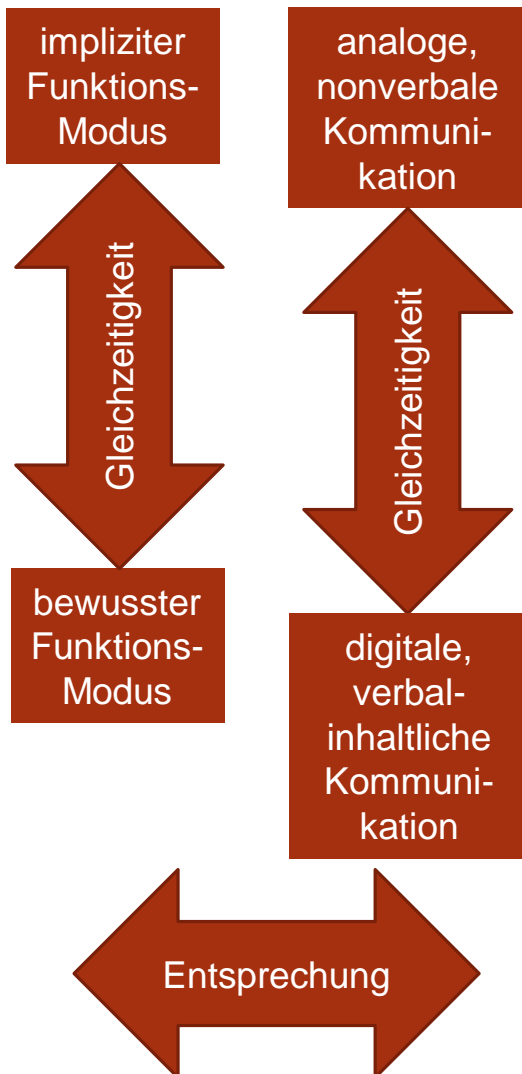 impliziter
Funktions-
Modus
Gleichzeitigkeit
bewusster
Funktions-
Modus
analoge,
nonverbale
Kommuni-
kation
Gleichzeitigkeit
digitale,
verbal-
inhaltliche
Kommuni-
kation
Entsprechung